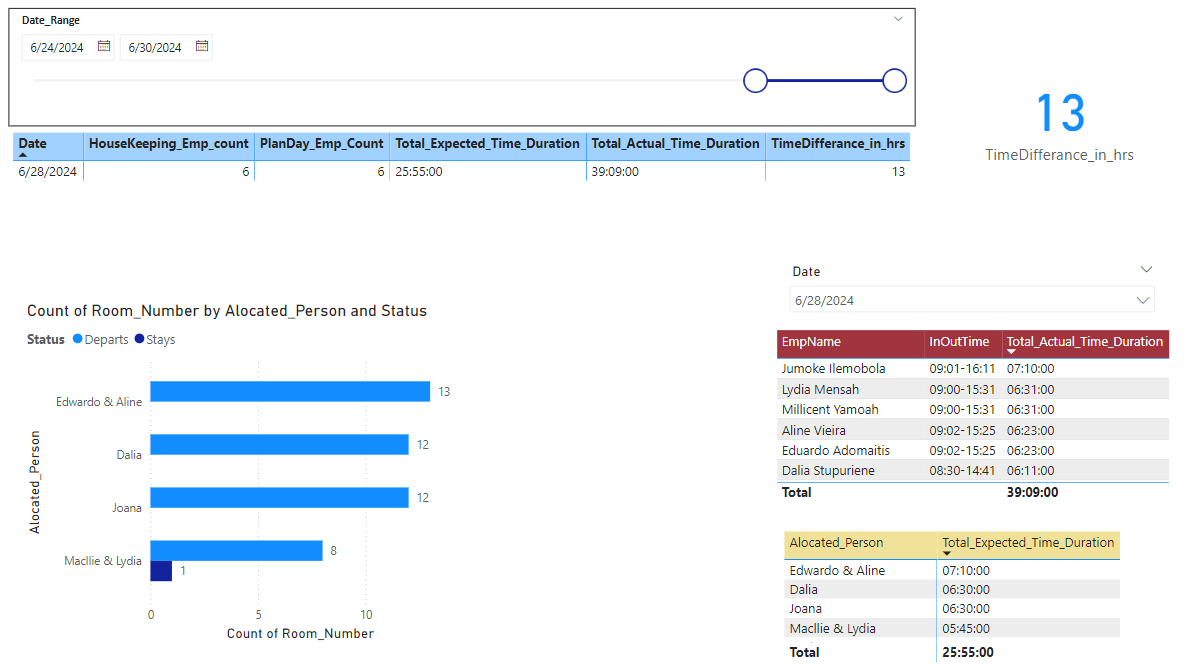 Date_Range
6/24/2024 6/30/2024
13
TimeDifferance_in_hrs
Date HouseKeeping_Emp_count PlanDay_Emp_Count Total_Expected_Time_Duration Total_Actual_Time_Duration TimeDifference_in_hrs
6/28/2024 6 6 25:55:00 39:09:00 13
Count of Room_Number by Alocated_Person and Status
Status Departs Stays
Alocated_Person
Edwardo & Aline 13
Dalia 12
Joana 12
Macllie & Lydia 8
1
0 5 10
Count of Room_Number
Date
6/28/2024
EmpName InOutTime Total_Actual_Time_Duration
Jumoke Ilemobola 09:01-16:11 07:10:00
Lydia Mensah 09:00-15:31 06:31:00
Millicent Yamoah 09:00-15:31 06:31:00
Aline Vieira 09:02-15:25 06:23:00
Eduardo Adomaitis 09:02-15:25 06:23:00
Dalia Stupuriene 08:30-14:41 06:11:00
Total 39:09:00
Alocated_Person Total_Expected_Time_Duration
Edwardo & Aline 07:10:00
Dalia 06:30:00
Joana 06:30:00
Macllie & Lydia 05:45:00
Total 25:55:00